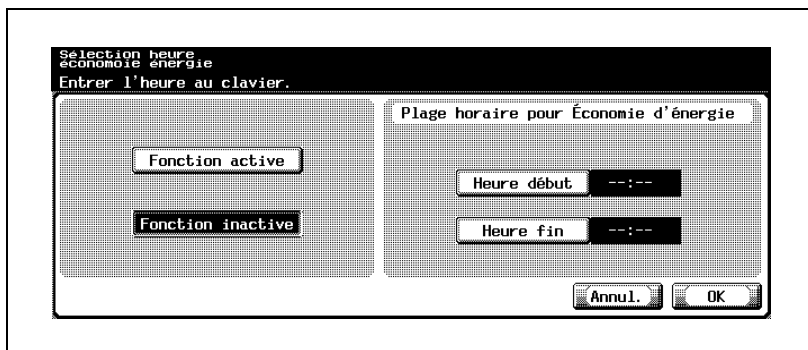 Sélection heure
économoie énergie
Entrer l'heure au clavier.
Plage horaire pour Économie d'énergie
Fonction active
Heure début --:--
Fonction inactive
Heure fin --:--
Annul. OK